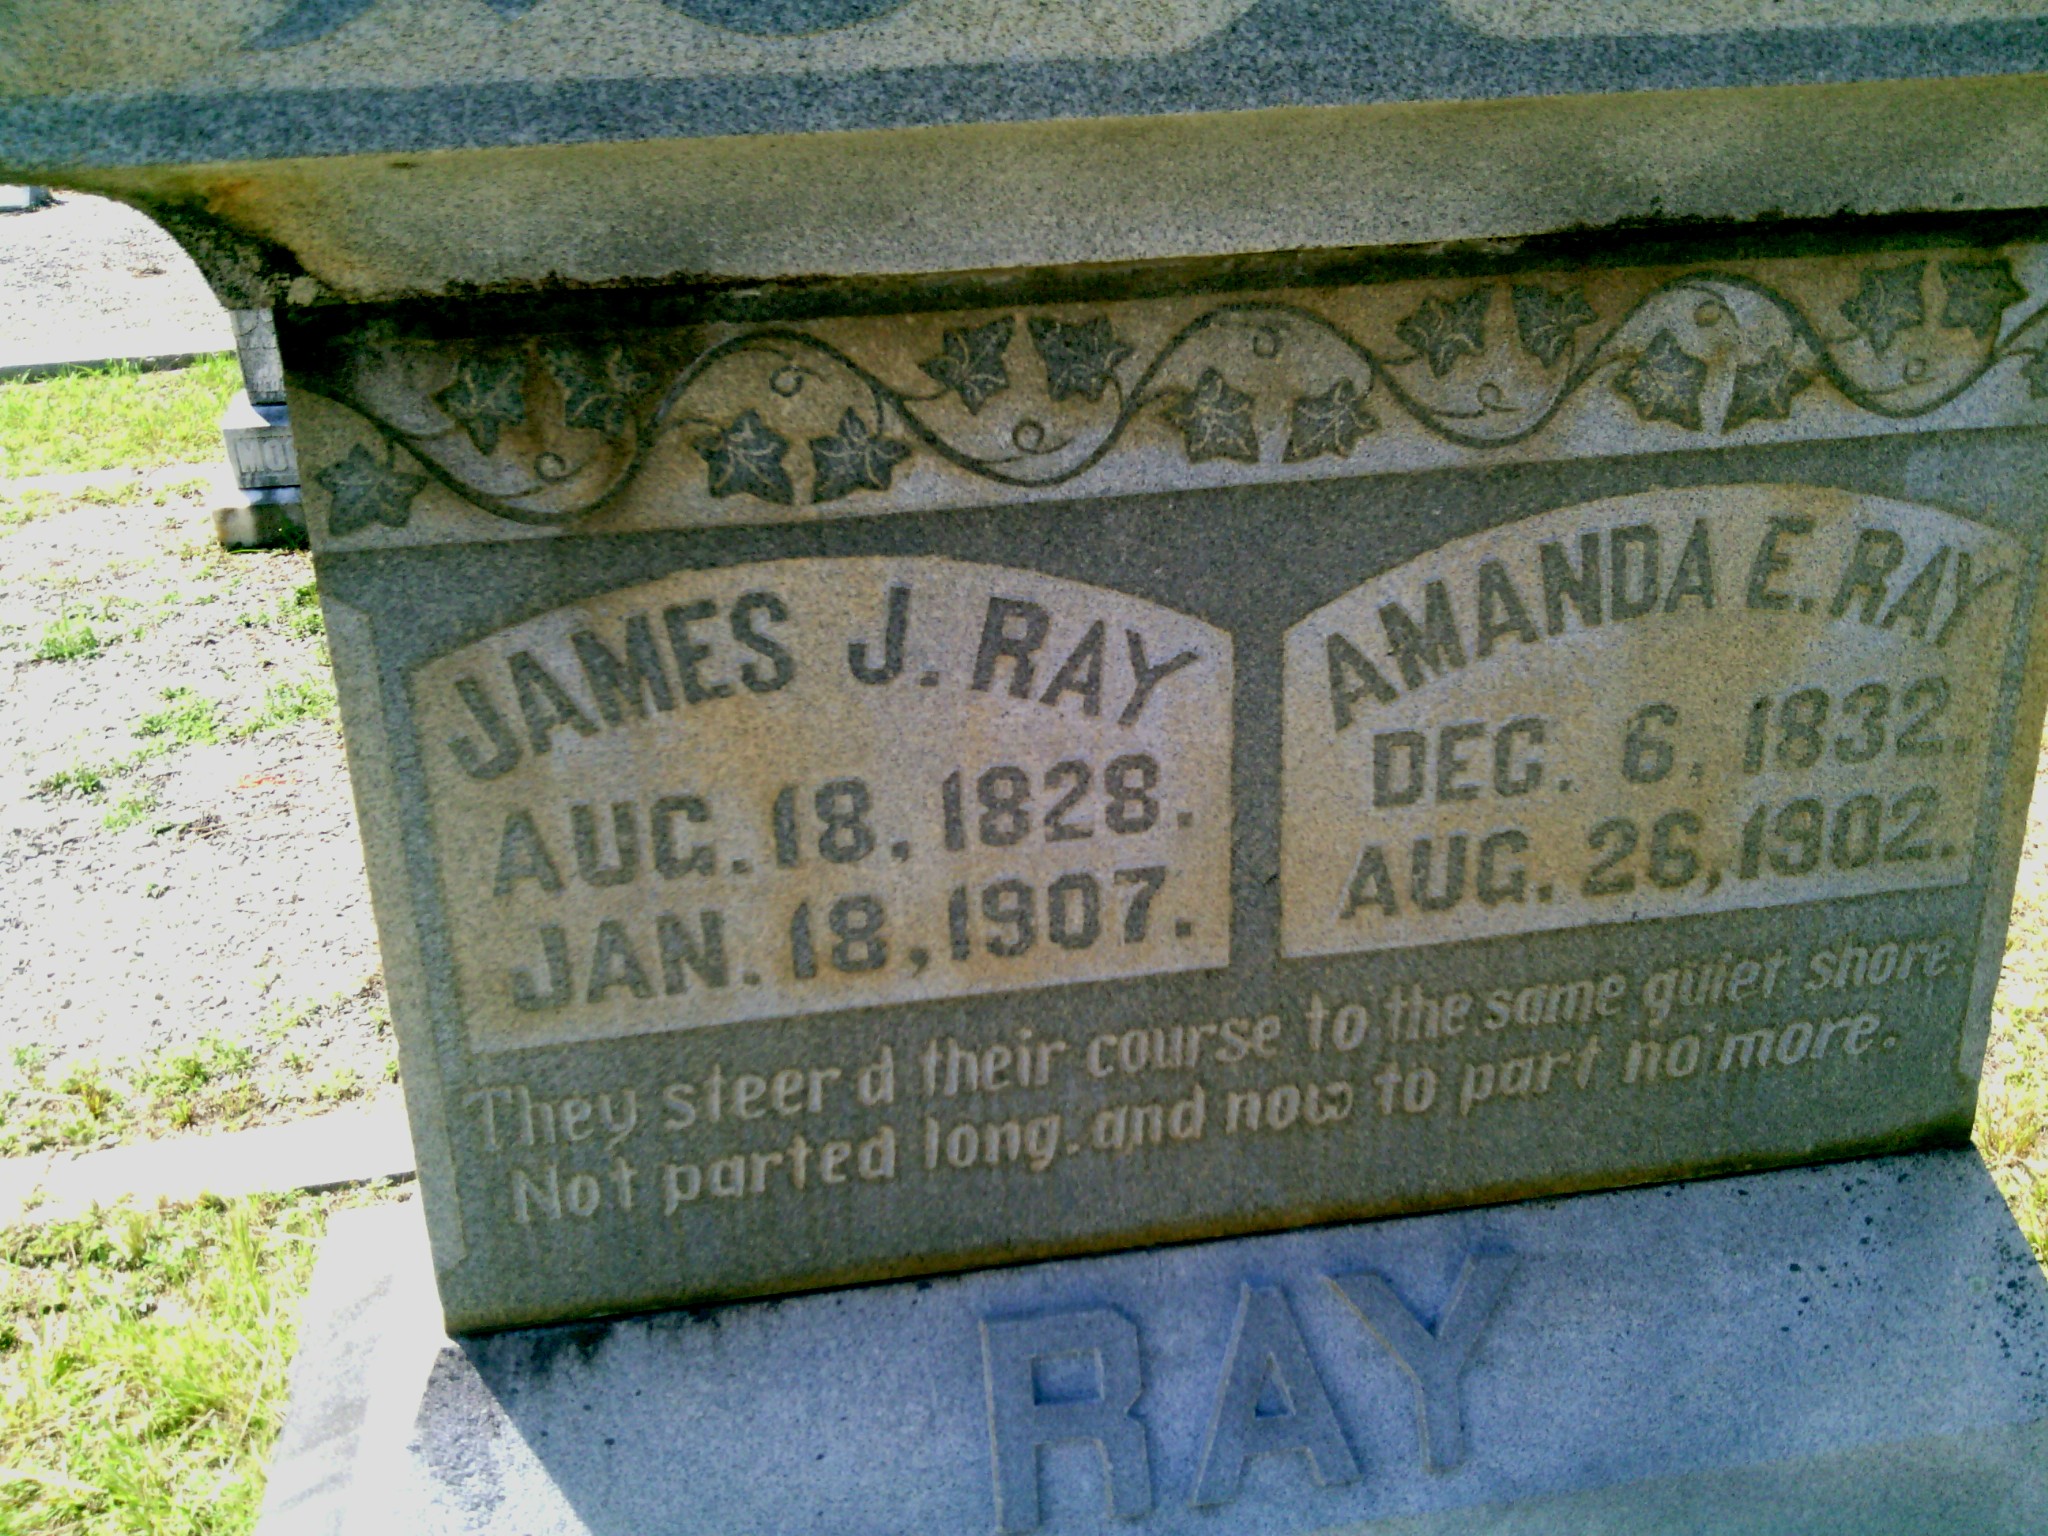 JAMES J. RAY
AUG. 18, 1828.
JAN. 18, 1907.
AMANDA E. RAY
DEC. 6, 1832.
AUG. 26, 1902.
They steer d their course to the same quiet shore.
Not parted long. and now to part no more.
RAY